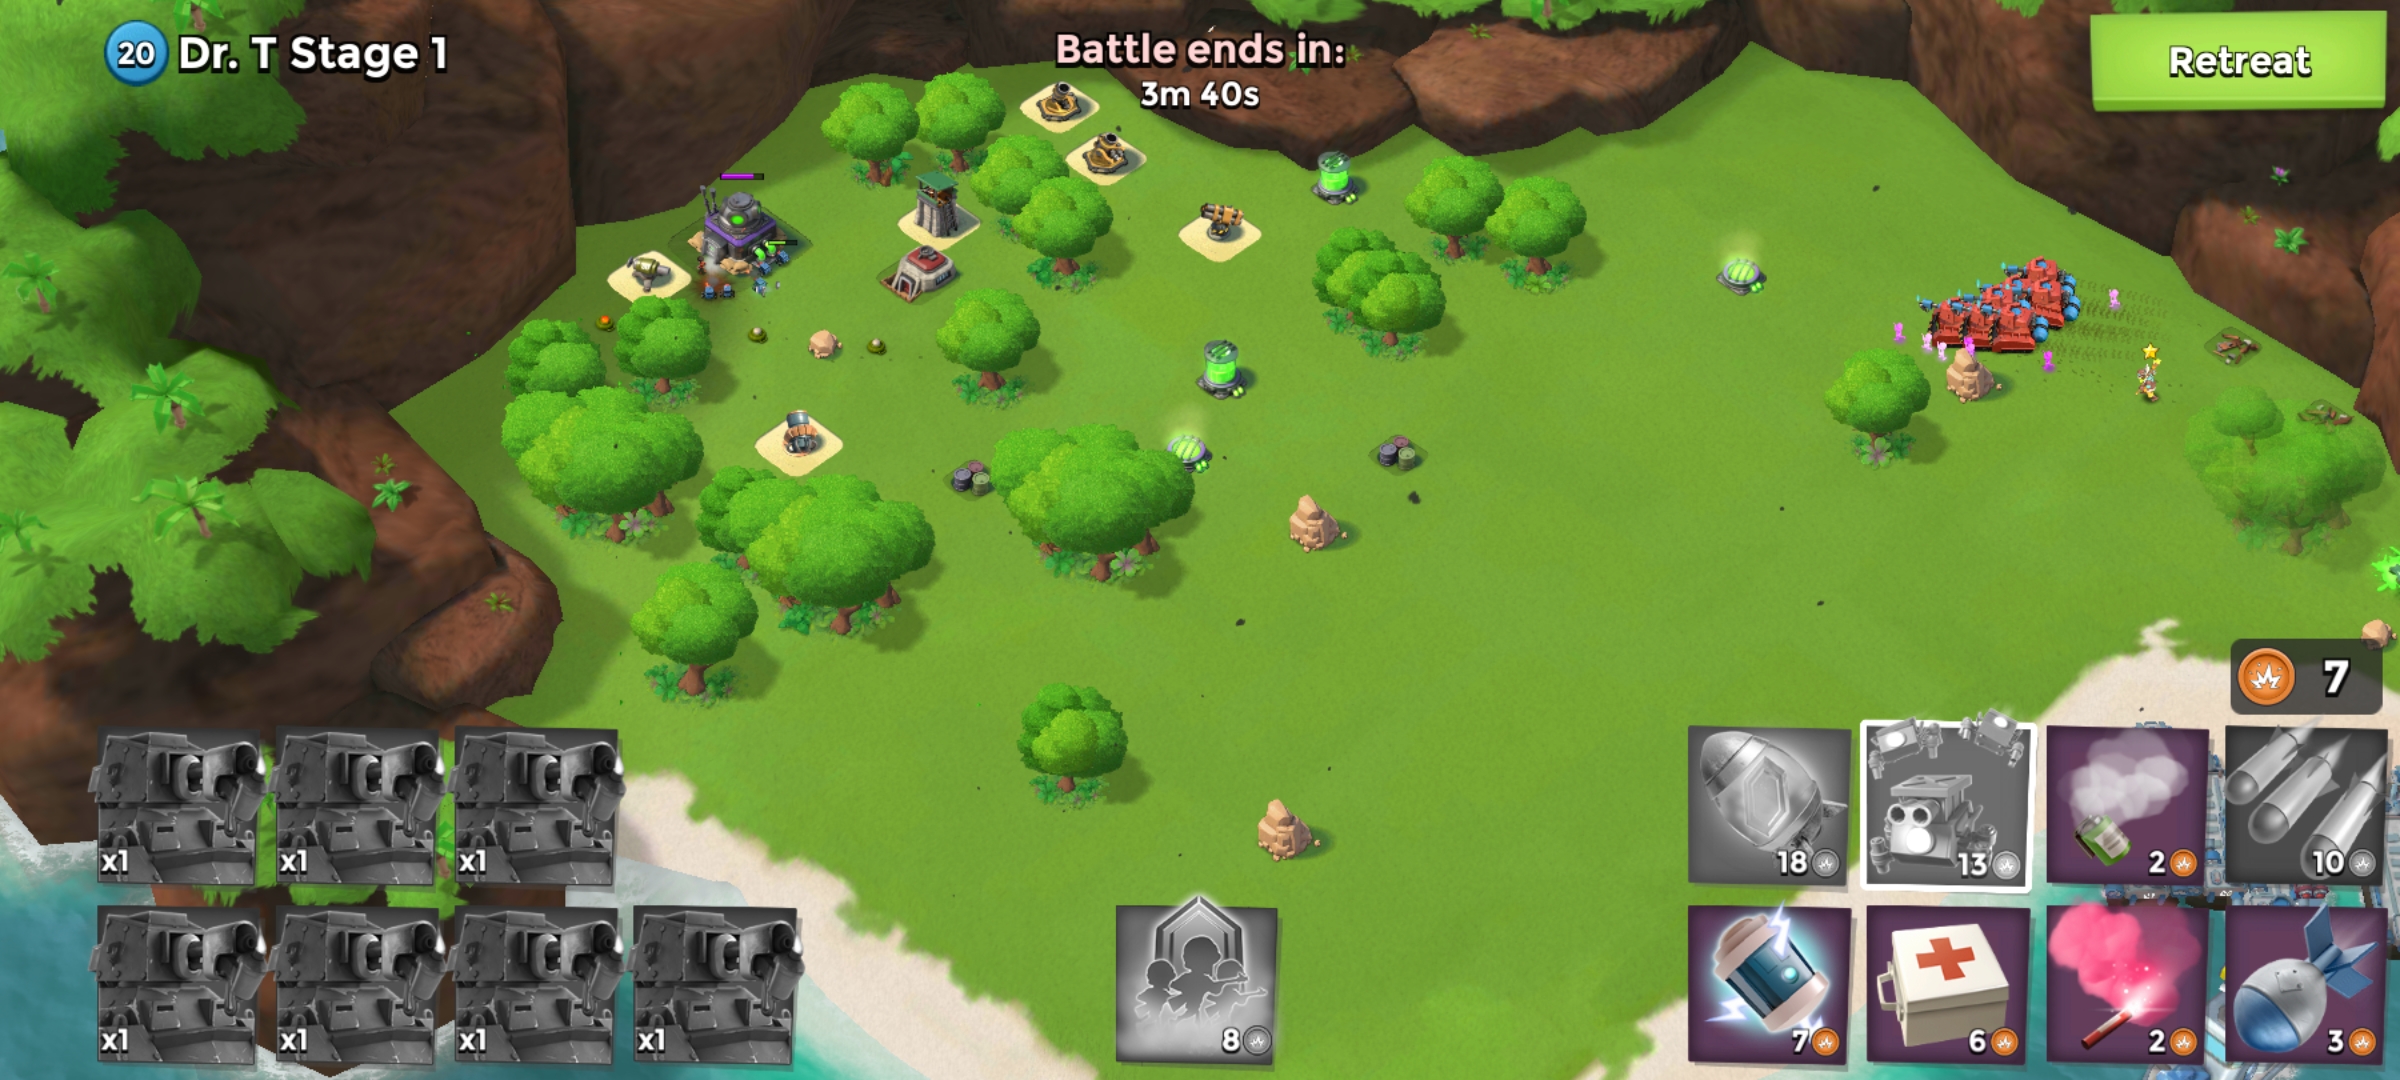 20 Dr. T Stage 1
Battle ends in:
3m 40s
Retreat
7
x1 x1 x1
18 13 2 10
x1 x1 x1 x1
8
7 6 2 3